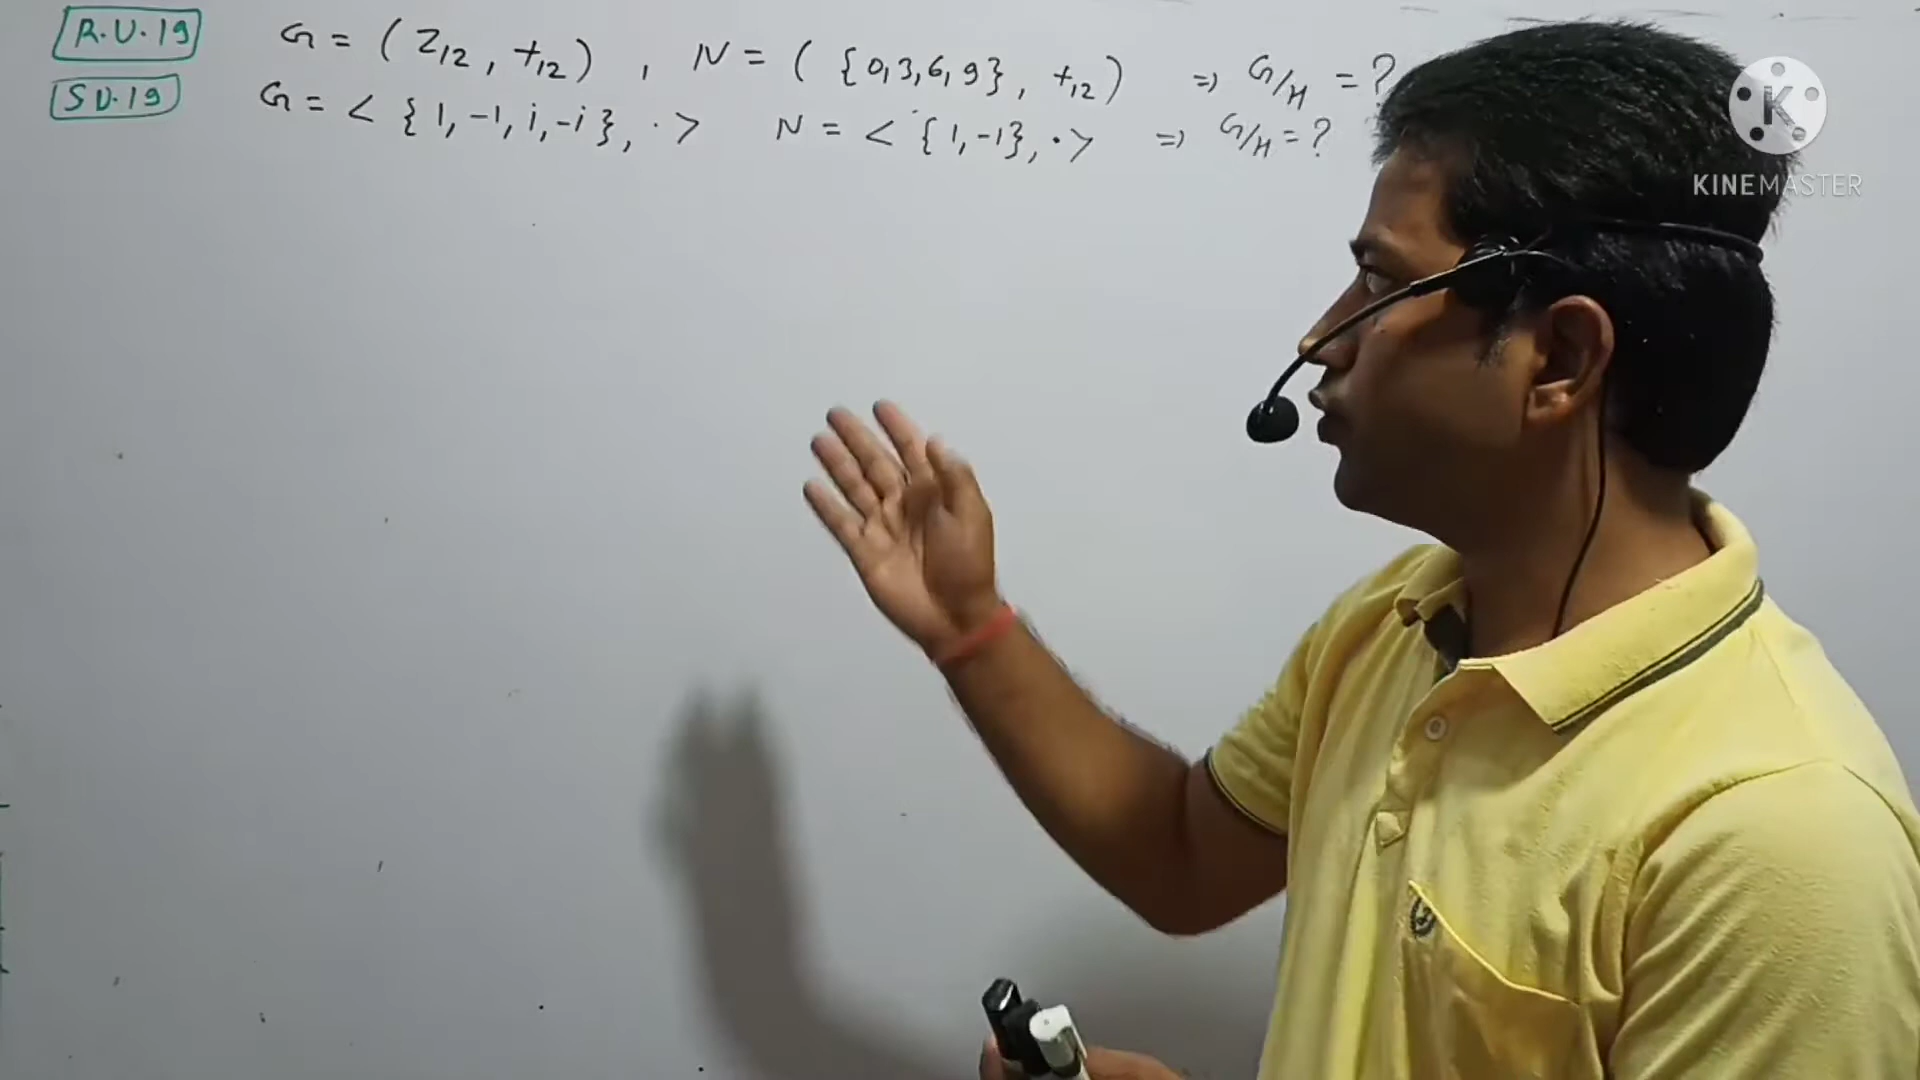 R.U.19 G = (Z12, +12), N = ({0,3,6,9}, +12) ⇒ G/H = ?
S.U.19 G = < {1,-1,i,-i}, · > N = < {1,-1}, · > ⇒ G/H = ?
K
KINEMASTER